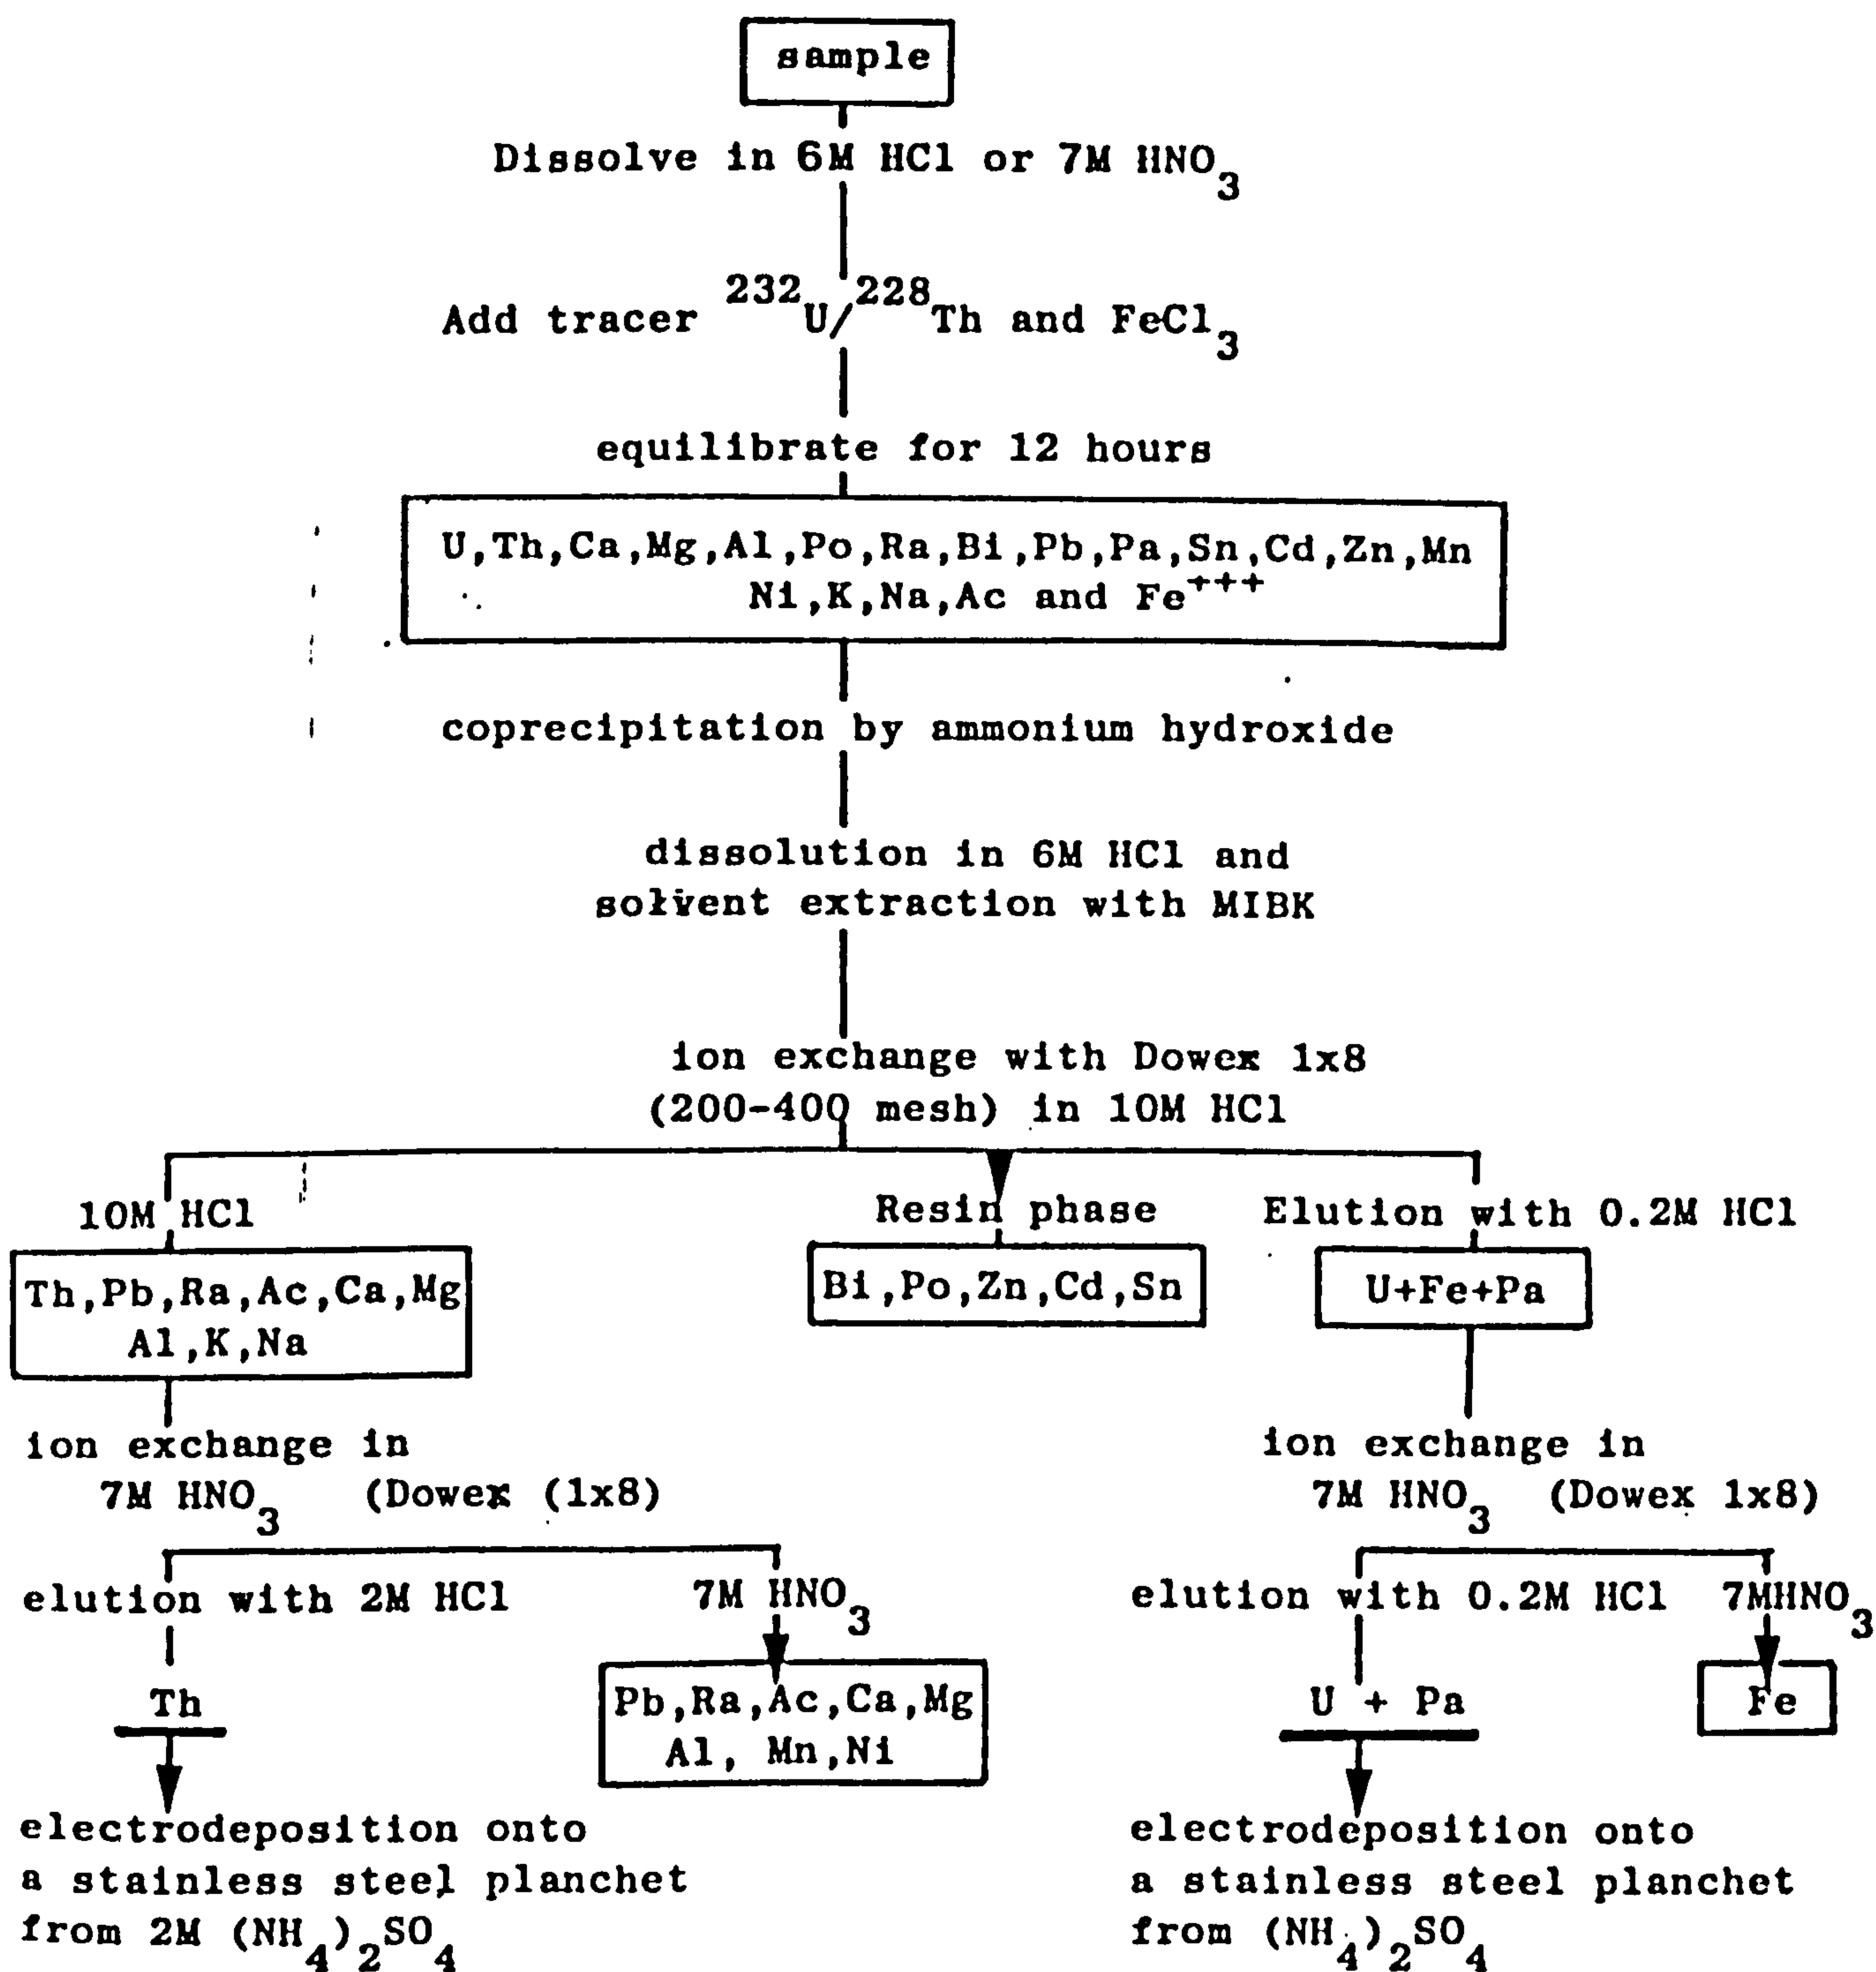 sample
Dissolve in 6M HCl or 7M HNO₃
Add tracer ²³²U/²²⁸Th and FeCl₃
equilibrate for 12 hours
U,Th,Ca,Mg,Al,Po,Ra,Bi,Pb,Pa,Sn,Cd,Zn,Mn
Ni,K,Na,Ac and Fe⁺⁺⁺
coprecipitation by ammonium hydroxide
dissolution in 6M HCl and
solvent extraction with MIBK
ion exchange with Dowex 1x8
(200-400 mesh) in 10M HCl
10M HCl
Th,Pb,Ra,Ac,Ca,Mg
Al,K,Na
Resin phase
Bi,Po,Zn,Cd,Sn
Elution with 0.2M HCl
U+Fe+Pa
ion exchange in
7M HNO₃ (Dowex (1x8)
elution with 2M HCl
Th
electrodeposition onto
a stainless steel planchet
from 2M (NH₄)₂SO₄
7M HNO₃
Pb,Ra,Ac,Ca,Mg
Al, Mn,Ni
ion exchange in
7M HNO₃ (Dowex 1x8)
elution with 0.2M HCl
U + Pa
electrodeposition onto
a stainless steel planchet
from (NH₄)₂SO₄
7MHNO₃
Fe